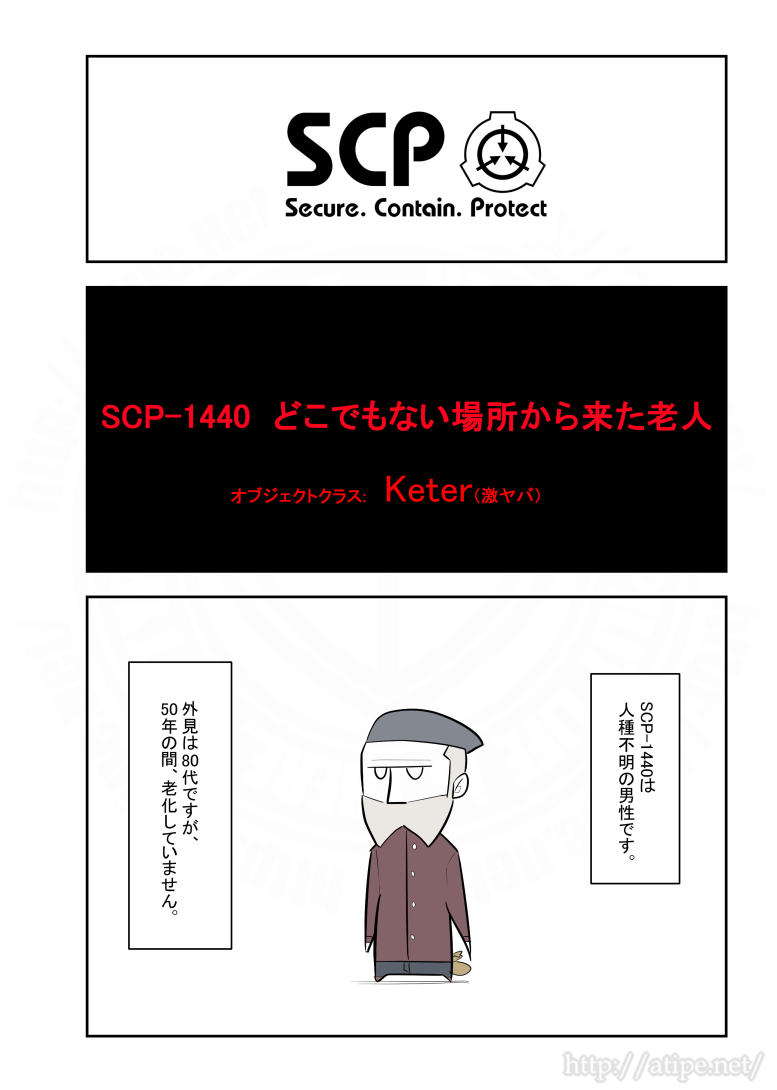 SCP
Secure. Contain. Protect
SCP-1440 どこでもない場所から来た老人
オブジェクトクラス: Keter(激ヤバ)
SCP-1440は
人種不明の男性です。
外見は80代ですが、
50年の間、老化していません。
http://atipe.net/